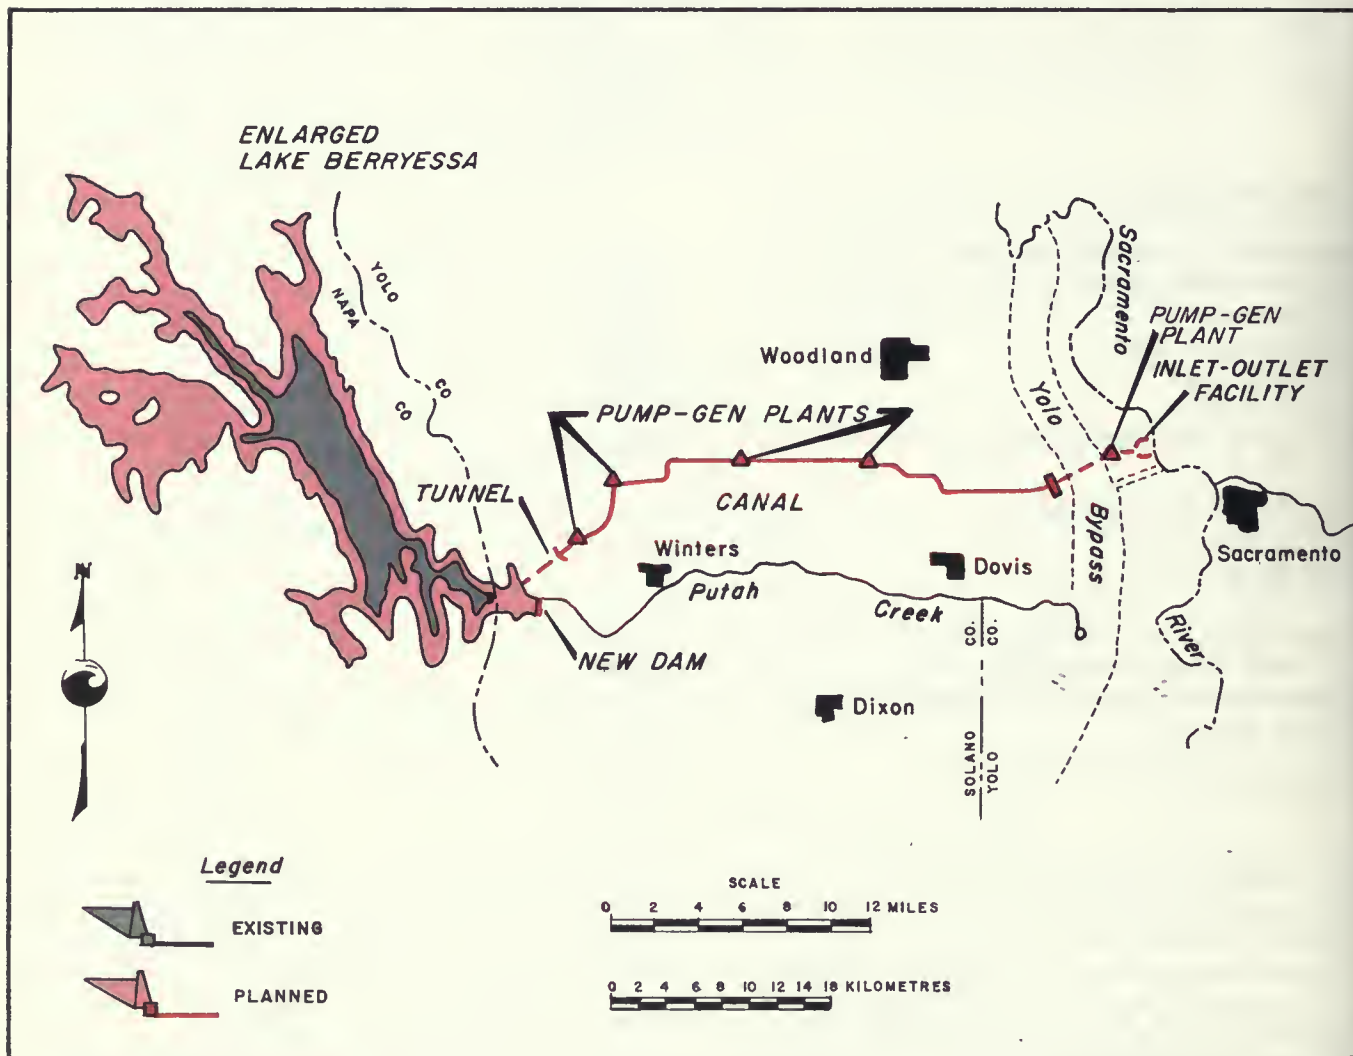 ENLARGED
LAKE BERRYESSA
YOLO
NAPA
CO
CO
Sacramento
PUMP-GEN
PLANT
INLET-OUTLET
FACILITY
Woodland
Yolo
PUMP-GEN PLANTS
TUNNEL
CANAL
Bypass
Winters
Putah
Creek
Davis
Sacramento
CO.
CO.
River
NEW DAM
N
Dixon
SOLANO
YOLO
Legend
EXISTING
PLANNED
SCALE
0 2 4 6 8 10 12 MILES
0 2 4 6 8 10 12 14 18 KILOMETRES